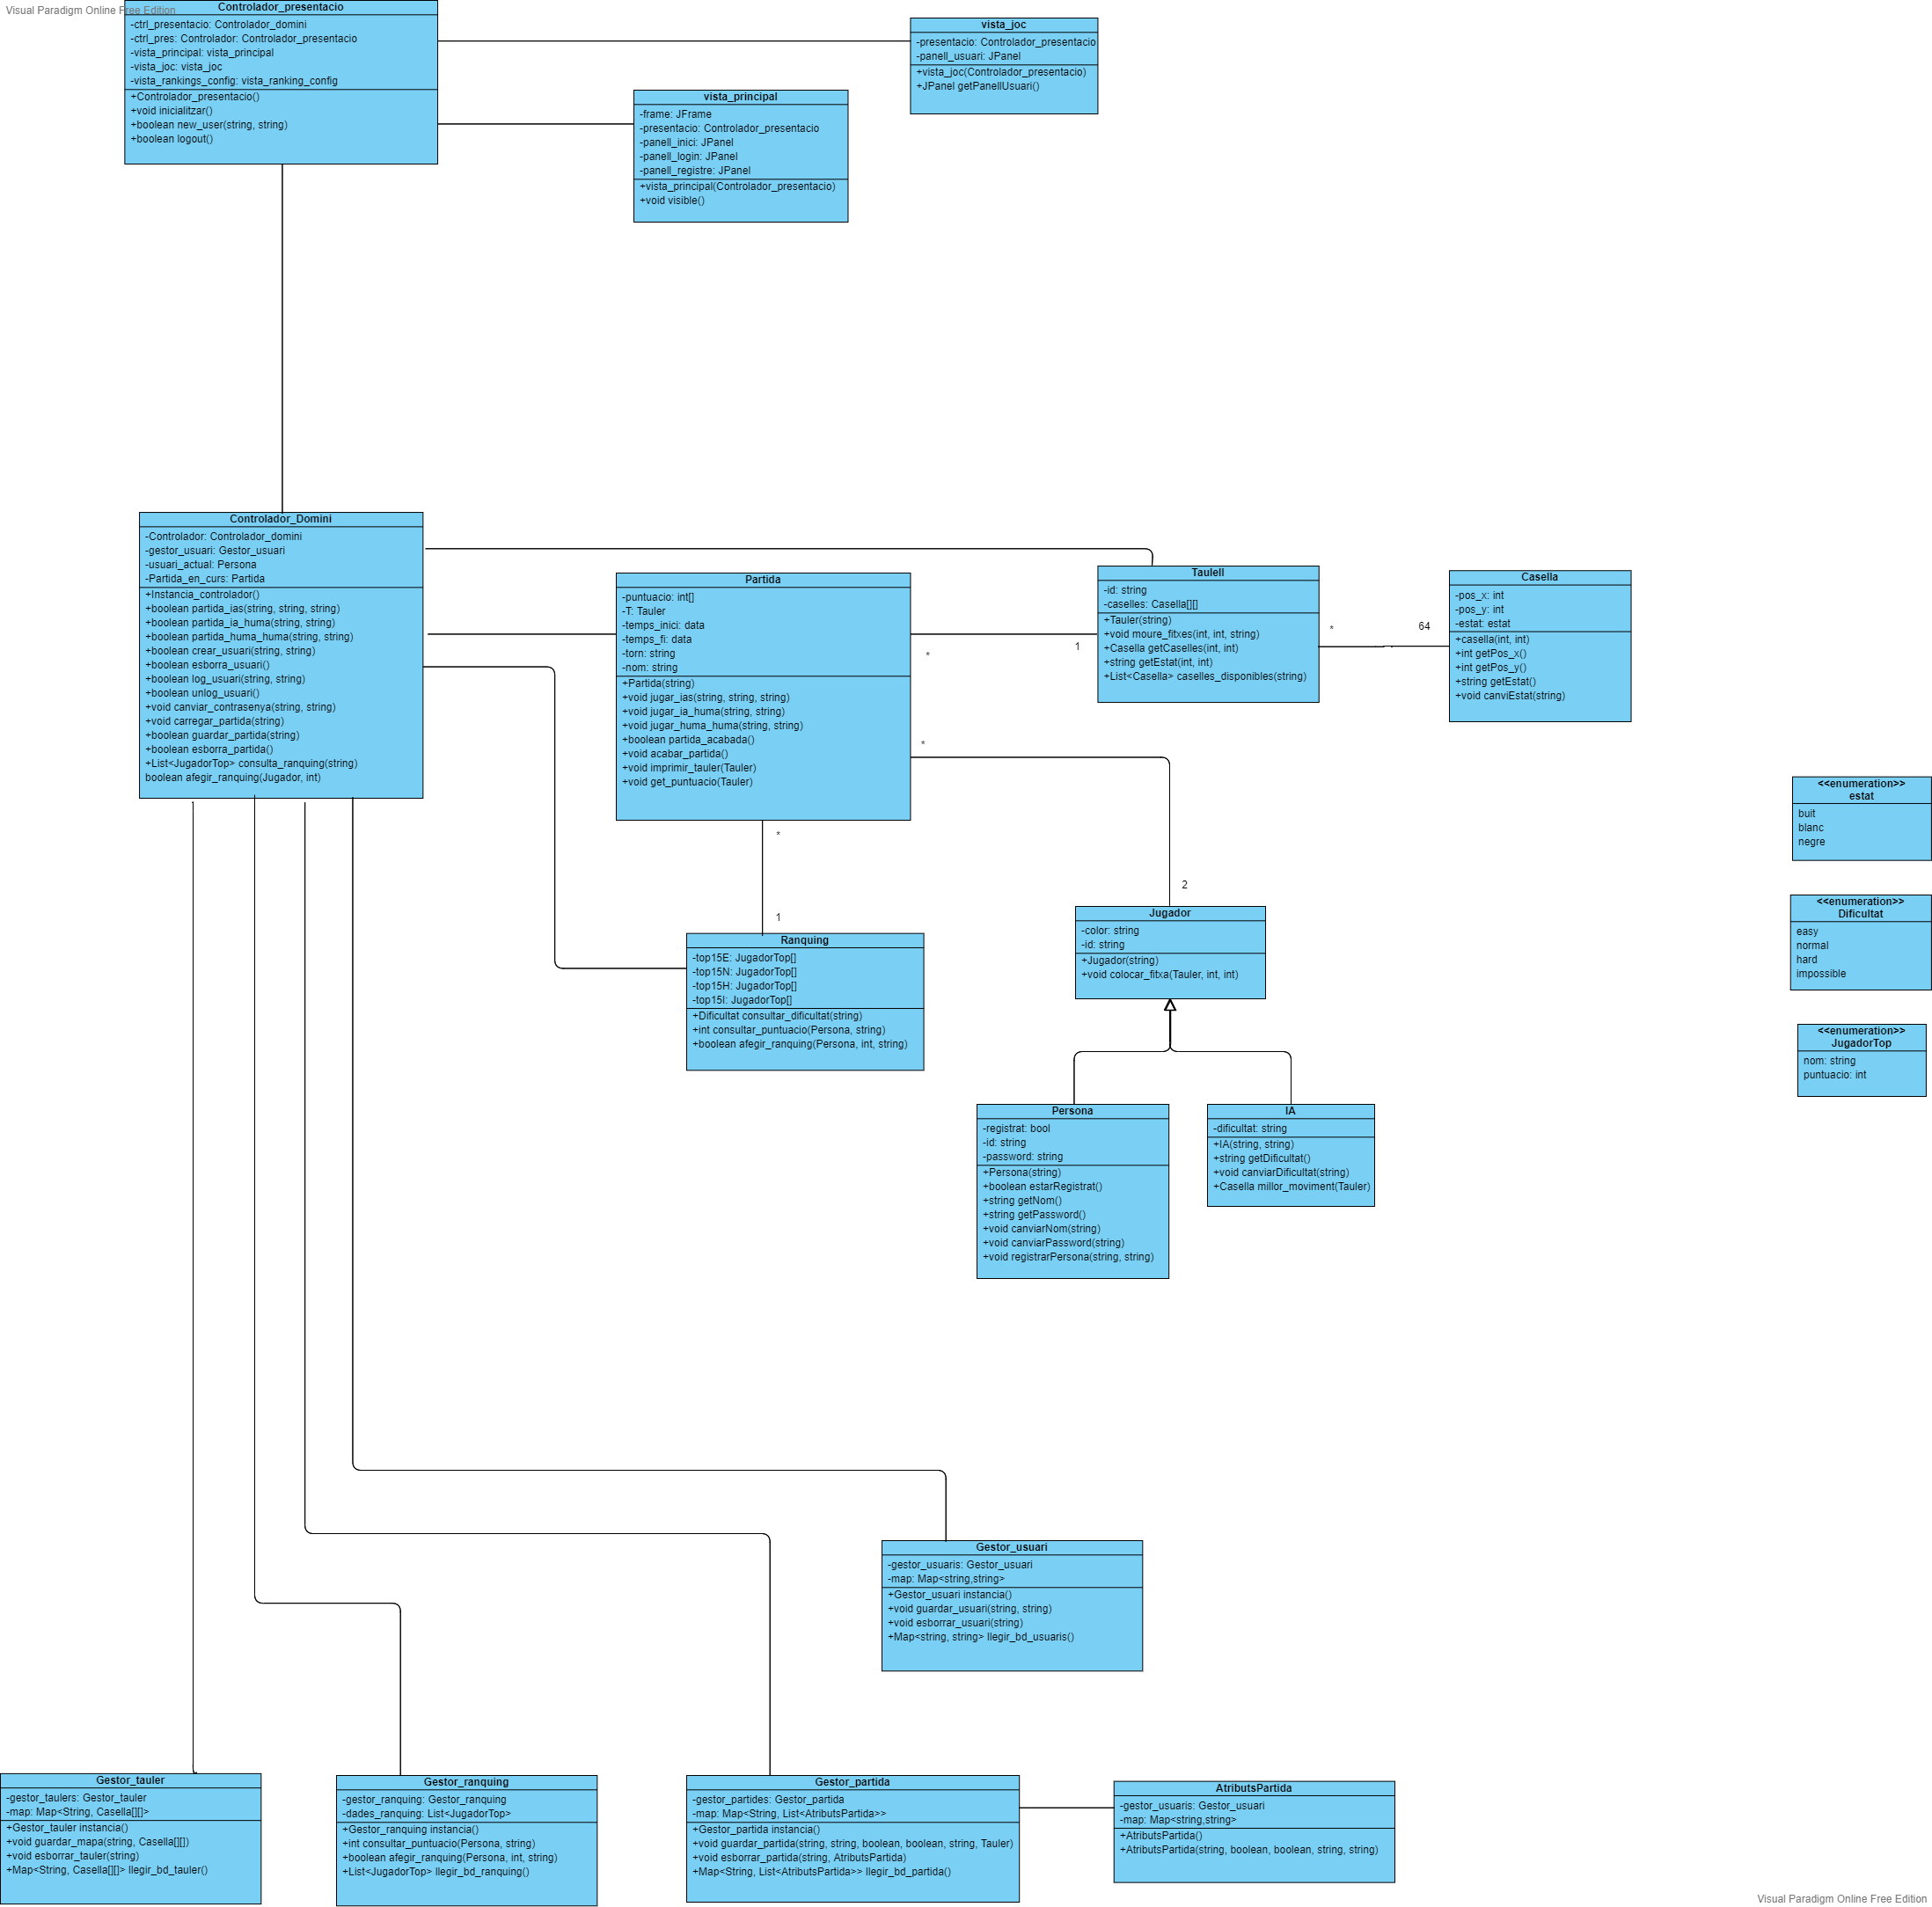 Visual Paradigm Online Free Edition
Controlador_presentacio
-ctrl_presentacio: Controlador_domini
-ctrl_pres: Controlador: Controlador_presentacio
-vista_principal: vista_principal
-vista_joc: vista_joc
-vista_rankings_config: vista_ranking_config
+Controlador_presentacio()
+void inicialitzar()
+boolean new_user(string, string)
+boolean logout()
vista_joc
-presentacio: Controlador_presentacio
-panell_usuari: JPanel
+vista_joc(Controlador_presentacio)
+JPanel getPanellUsuari()
vista_principal
-frame: JFrame
-presentacio: Controlador_presentacio
-panell_inici: JPanel
-panell_login: JPanel
-panell_registre: JPanel
+vista_principal(Controlador_presentacio)
+void visible()
Controlador_Domini
-Controlador: Controlador_domini
-gestor_usuari: Gestor_usuari
-usuari_actual: Persona
-Partida_en_curs: Partida
+Instancia_controlador()
+boolean partida_ias(string, string, string)
+boolean partida_ia_huma(string, string)
+boolean partida_huma_huma(string, string)
+boolean crear_usuari(string, string)
+boolean esborra_usuari()
+boolean log_usuari(string, string)
+boolean unlog_usuari()
+void canviar_contrasenya(string, string)
+void carregar_partida(string)
+boolean guardar_partida(string)
+boolean esborra_partida()
+List<JugadorTop> consulta_ranquing(string)
boolean afegir_ranquing(Jugador, int)
Partida
-puntuacio: int[]
-T: Tauler
-temps_inici: data
-temps_fi: data
-torn: string
-nom: string
+Partida(string)
+void jugar_ias(string, string, string)
+void jugar_ia_huma(string, string)
+void jugar_huma_huma(string, string)
+boolean partida_acabada()
+void acabar_partida()
+void imprimir_tauler(Tauler)
+void get_puntuacio(Tauler)
*
1
*
2
*
1
Taulell
-id: string
-caselles: Casella[][]
+Tauler(string)
+void moure_fitxes(int, int, string)
+Casella getCaselles(int, int)
+string getEstat(int, int)
+List<Casella> caselles_disponibles(string)
*
64
Casella
-pos_x: int
-pos_y: int
-estat: estat
+casella(int, int)
+int getPos_x()
+int getPos_y()
+string getEstat()
+void canviEstat(string)
<<enumeration>>
estat
buit
blanc
negre
<<enumeration>>
Dificultat
easy
normal
hard
impossible
<<enumeration>>
JugadorTop
nom: string
puntuacio: int
Ranquing
-top15E: JugadorTop[]
-top15N: JugadorTop[]
-top15H: JugadorTop[]
-top15I: JugadorTop[]
+Dificultat consultar_dificultat(string)
+int consultar_puntuacio(Persona, string)
+boolean afegir_ranquing(Persona, int, string)
Jugador
-color: string
-id: string
+Jugador(string)
+void colocar_fitxa(Tauler, int, int)
Persona
-registrat: bool
-id: string
-password: string
+Persona(string)
+boolean estarRegistrat()
+string getNom()
+string getPassword()
+void canviarNom(string)
+void canviarPassword(string)
+void registrarPersona(string, string)
IA
-dificultat: string
+IA(string, string)
+string getDificultat()
+void canviarDificultat(string)
+Casella millor_moviment(Tauler)
Gestor_usuari
-gestor_usuaris: Gestor_usuari
-map: Map<string,string>
+Gestor_usuari instancia()
+void guardar_usuari(string, string)
+void esborrar_usuari(string)
+Map<string, string> llegir_bd_usuaris()
Gestor_tauler
-gestor_taulers: Gestor_tauler
-map: Map<String, Casella[][]>
+Gestor_tauler instancia()
+void guardar_mapa(string, Casella[][])
+void esborrar_tauler(string)
+Map<String, Casella[][]> llegir_bd_tauler()
Gestor_ranquing
-gestor_ranquing: Gestor_ranquing
-dades_ranquing: List<JugadorTop>
+Gestor_ranquing instancia()
+int consultar_puntuacio(Persona, string)
+boolean afegir_ranquing(Persona, int, string)
+List<JugadorTop> llegir_bd_ranquing()
Gestor_partida
-gestor_partides: Gestor_partida
-map: Map<String, List<AtributsPartida>>
+Gestor_partida instancia()
+void guardar_partida(string, string, boolean, boolean, string, Tauler)
+void esborrar_partida(string, AtributsPartida)
+Map<String, List<AtributsPartida>> llegir_bd_partida()
AtributsPartida
-gestor_usuaris: Gestor_usuari
-map: Map<string,string>
+AtributsPartida()
+AtributsPartida(string, boolean, boolean, string, string)
Visual Paradigm Online Free Edition